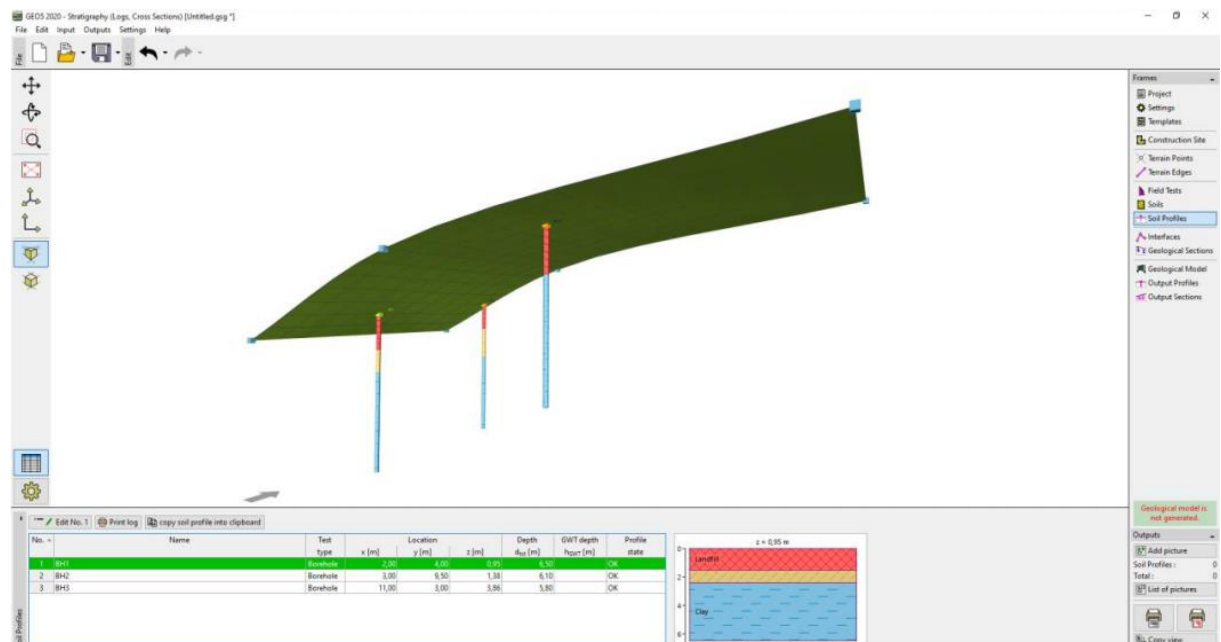 GEO5 2020 - Stratigraphy (Logs, Cross Sections) [Untitled.gsg *]
File Edit Input Outputs Settings Help
File
Edit
Frames
Project
Settings
Templates
Construction Site
Terrain Points
Terrain Edges
Field Tests
Soils
Soil Profiles
Interfaces
Geological Sections
Geological Model
Output Profiles
Output Sections
Geological model is
not generated.
Outputs
Add picture
Soil Profiles : 0
Total : 0
List of pictures
Copy view
Edit No. 1 Print log copy soil profile into clipboard
No. Name Test Location Depth GWT depth Profile
type x [m] y [m] z [m] dtot [m] hGWT [m] state
1 BH1 Borehole 2,00 4,00 0,95 6,50 OK
2 BH2 Borehole 3,00 9,50 1,38 6,10 OK
3 BH3 Borehole 11,00 3,00 3,86 5,80 OK
z = 0,95 m
0
Landfill
2
4
Clay
6
Soil Profiles